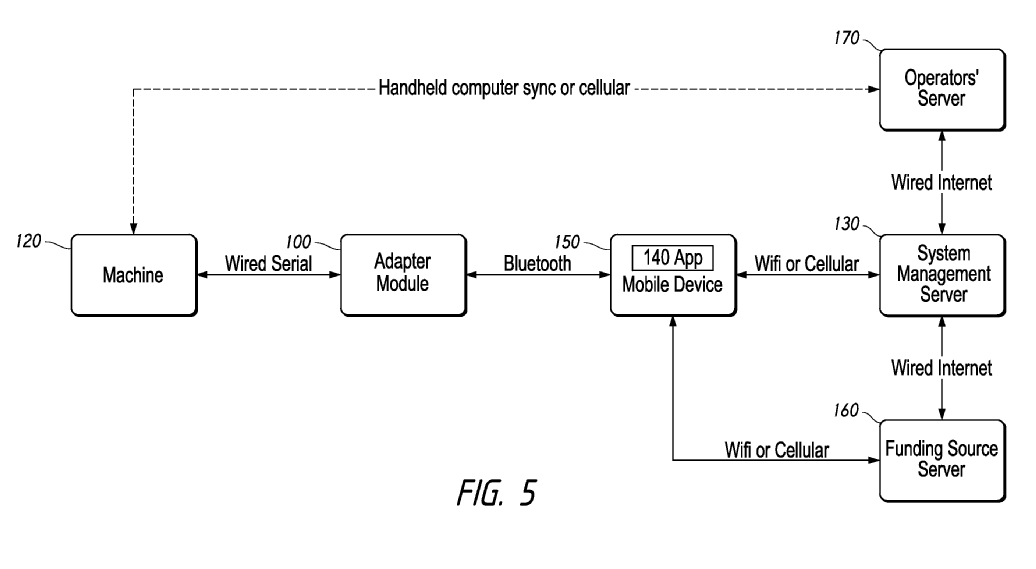 170
Operators'
Server
Handheld computer sync or cellular
Wired Internet
120
Machine
Wired Serial
100
Adapter
Module
Bluetooth
150
140 App
Mobile Device
Wifi or Cellular
130
System
Management
Server
Wired Internet
160
Funding Source
Server
Wifi or Cellular
FIG. 5